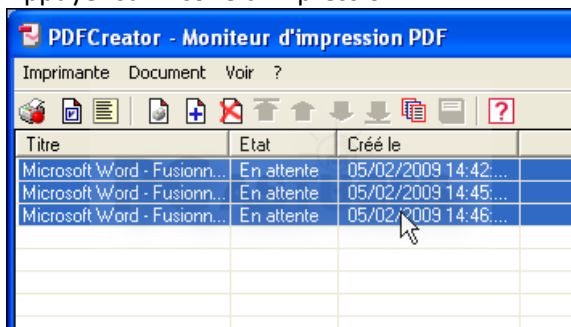 PDFCreator - Moniteur d'impression PDF
Imprimante Document Voir ?
Titre Etat Créé le
Microsoft Word - Fusionn... En attente 05/02/2009 14:42:...
Microsoft Word - Fusionn... En attente 05/02/2009 14:45:...
Microsoft Word - Fusionn... En attente 05/02/2009 14:46:...